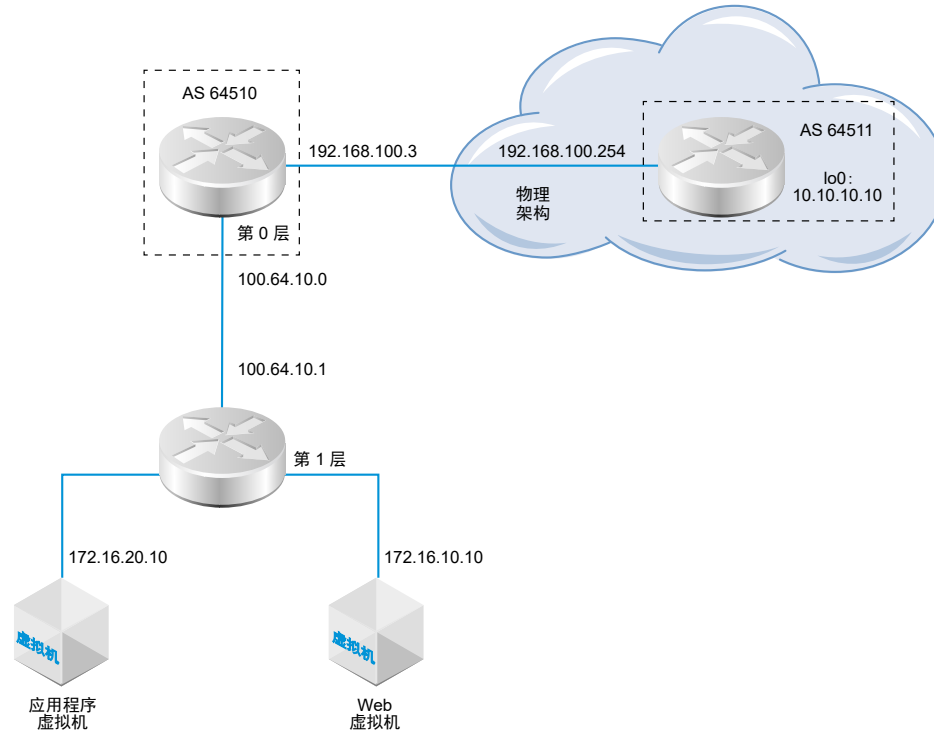 AS 64510
192.168.100.3
192.168.100.254
AS 64511
lo0：
10.10.10.10
物理
架构
第 0 层
100.64.10.0
100.64.10.1
第 1 层
172.16.20.10
172.16.10.10
虚拟机
虚拟机
应用程序
虚拟机
Web
虚拟机